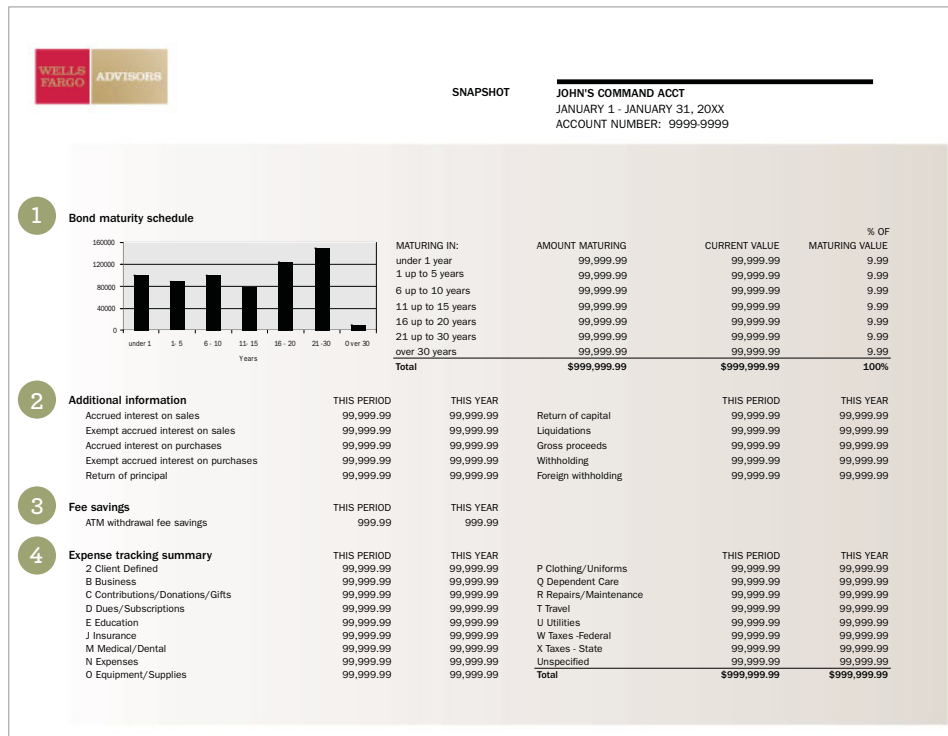 WELLS
FARGO
ADVISORS
SNAPSHOT
JOHN'S COMMAND ACCT
JANUARY 1 - JANUARY 31, 20XX
ACCOUNT NUMBER: 9999-9999
1
Bond maturity schedule
160000
120000
80000
40000
0
under 1 1- 5 6 - 10 11- 15 16 - 20 21 -30 0 ver 30
Years
% OF
MATURING IN: AMOUNT MATURING CURRENT VALUE MATURING VALUE
under 1 year 99,999.99 99,999.99 9.99
1 up to 5 years 99,999.99 99,999.99 9.99
6 up to 10 years 99,999.99 99,999.99 9.99
11 up to 15 years 99,999.99 99,999.99 9.99
16 up to 20 years 99,999.99 99,999.99 9.99
21 up to 30 years 99,999.99 99,999.99 9.99
over 30 years 99,999.99 99,999.99 9.99
Total $999,999.99 $999,999.99 100%
2
Additional information THIS PERIOD THIS YEAR THIS PERIOD THIS YEAR
Accrued interest on sales 99,999.99 99,999.99 Return of capital 99,999.99 99,999.99
Exempt accrued interest on sales 99,999.99 99,999.99 Liquidations 99,999.99 99,999.99
Accrued interest on purchases 99,999.99 99,999.99 Gross proceeds 99,999.99 99,999.99
Exempt accrued interest on purchases 99,999.99 99,999.99 Withholding 99,999.99 99,999.99
Return of principal 99,999.99 99,999.99 Foreign withholding 99,999.99 99,999.99
3
Fee savings THIS PERIOD THIS YEAR
ATM withdrawal fee savings 999.99 999.99
4
Expense tracking summary THIS PERIOD THIS YEAR THIS PERIOD THIS YEAR
2 Client Defined 99,999.99 99,999.99 P Clothing/Uniforms 99,999.99 99,999.99
B Business 99,999.99 99,999.99 Q Dependent Care 99,999.99 99,999.99
C Contributions/Donations/Gifts 99,999.99 99,999.99 R Repairs/Maintenance 99,999.99 99,999.99
D Dues/Subscriptions 99,999.99 99,999.99 T Travel 99,999.99 99,999.99
E Education 99,999.99 99,999.99 U Utilities 99,999.99 99,999.99
J Insurance 99,999.99 99,999.99 W Taxes -Federal 99,999.99 99,999.99
M Medical/Dental 99,999.99 99,999.99 X Taxes - State 99,999.99 99,999.99
N Expenses 99,999.99 99,999.99 Unspecified 99,999.99 99,999.99
O Equipment/Supplies 99,999.99 99,999.99 Total $999,999.99 $999,999.99